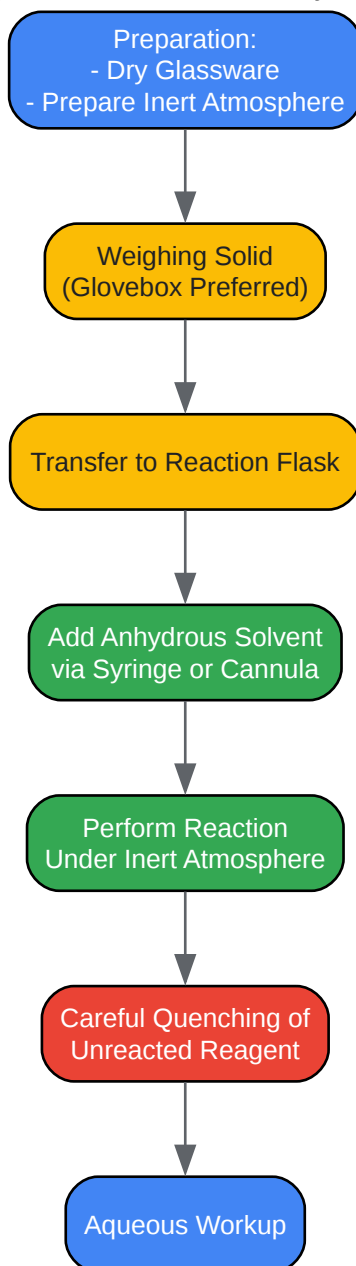 Preparation:
- Dry Glassware
- Prepare Inert Atmosphere
Weighing Solid
(Glovebox Preferred)
Transfer to Reaction Flask
Add Anhydrous Solvent
via Syringe or Cannula
Perform Reaction
Under Inert Atmosphere
Careful Quenching of
Unreacted Reagent
Aqueous Workup